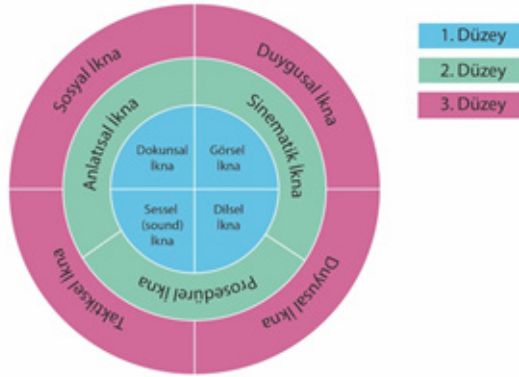 Sosyal İkna
Duygusal İkna
Anlatısal İkna
Sinematik İkna
Dokunsal
İkna
Görsel
İkna
Sessel
(sound)
İkna
Dilsel
İkna
Prosedürel İkna
Taktiksel İkna
Duyusal İkna
1. Düzey
2. Düzey
3. Düzey